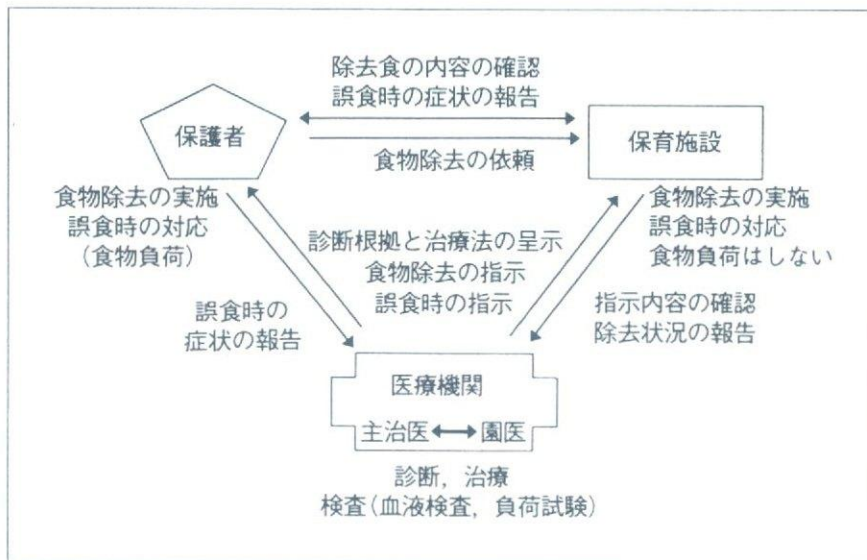 除去食の内容の確認
誤食時の症状の報告
保護者
保育施設
食物除去の依頼
食物除去の実施
誤食時の対応
(食物負荷)
食物除去の実施
誤食時の対応
食物負荷はしない
診断根拠と治療法の呈示
食物除去の指示
誤食時の指示
誤食時の
症状の報告
指示内容の確認
除去状況の報告
医療機関
主治医 園医
診断,治療
検査(血液検査,負荷試験)